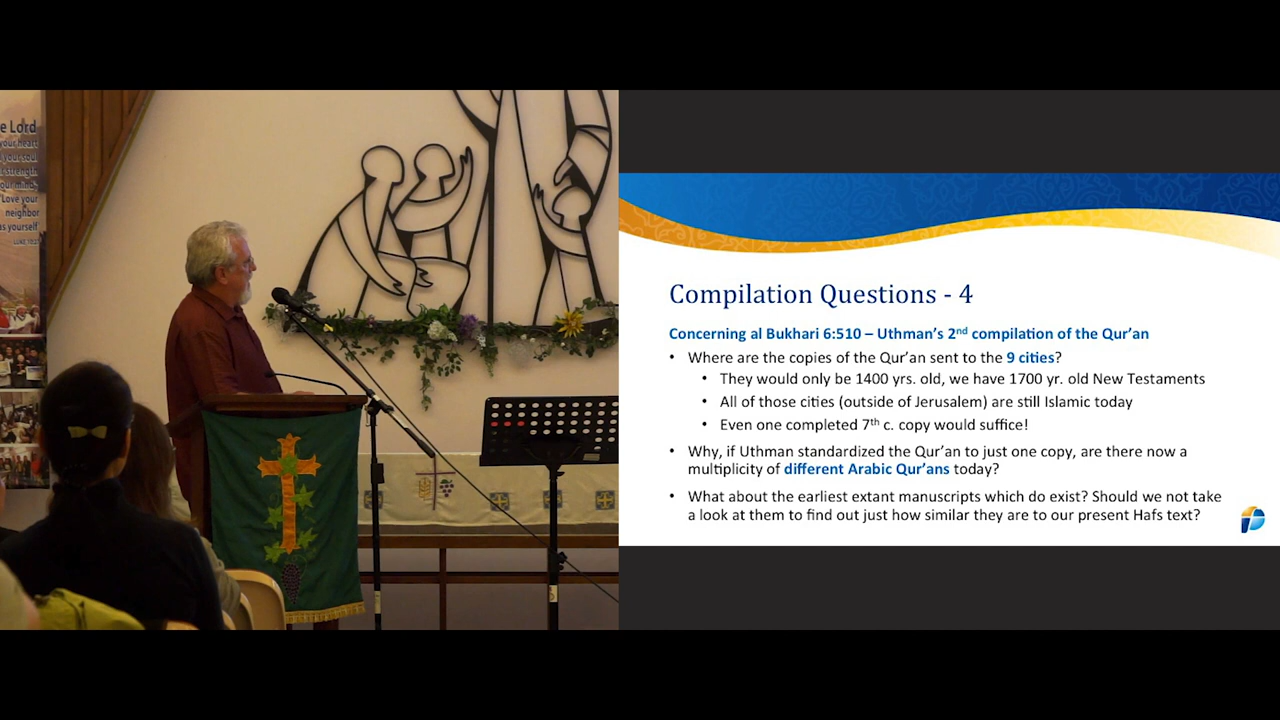 e Lord
your heart
your soul
strength
your mind;
'Love your
neighbor
as yourself'
LUKE 10:27
Compilation Questions - 4
Concerning al Bukhari 6:510 – Uthman's 2nd compilation of the Qur'an
• Where are the copies of the Qur'an sent to the 9 cities?
• They would only be 1400 yrs. old, we have 1700 yr. old New Testaments
• All of those cities (outside of Jerusalem) are still Islamic today
• Even one completed 7th c. copy would suffice!
• Why, if Uthman standardized the Qur'an to just one copy, are there now a
multiplicity of different Arabic Qur'ans today?
• What about the earliest extant manuscripts which do exist? Should we not take
a look at them to find out just how similar they are to our present Hafs text?